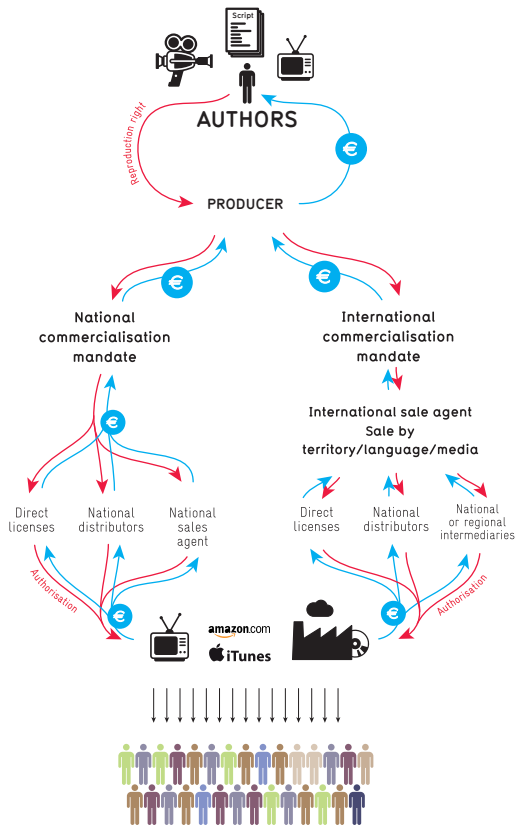 Script
AUTHORS
Reproduction right
€
PRODUCER
€
€
National
commercialisation
mandate
International
commercialisation
mandate
€
International sale agent
Sale by
territory/language/media
Direct
licenses
National
distributors
National
sales
agent
Direct
licenses
National
distributors
National
or regional
intermediaries
Authorisation
€
€
Authorisation
amazon.com
iTunes